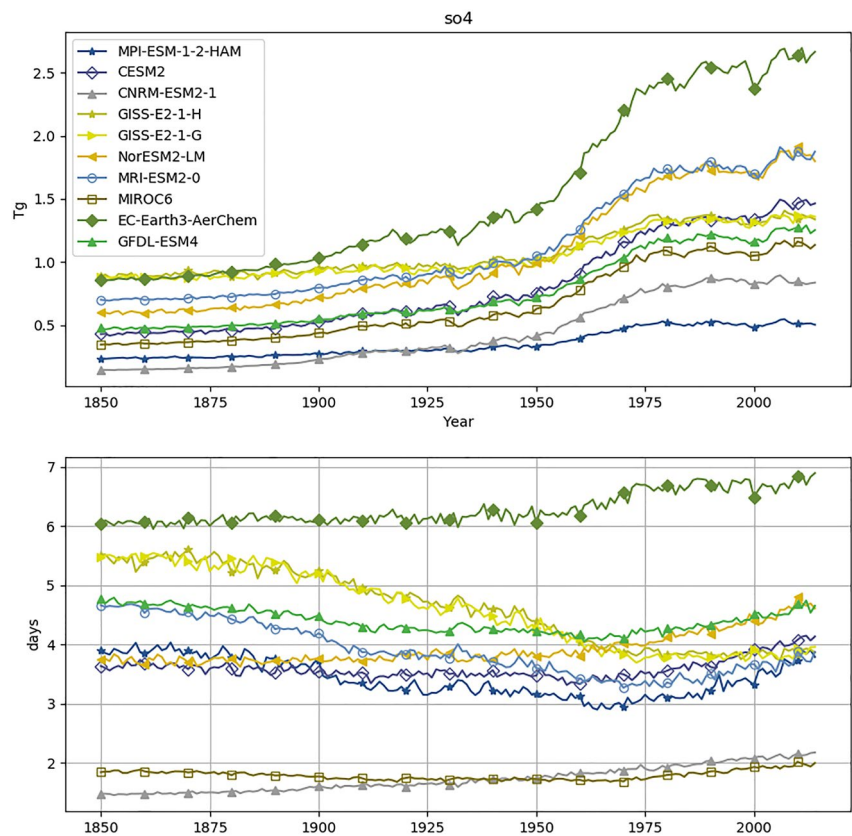 so4
2.5
2.0
1.5
1.0
0.5
Tg
MPI-ESM-1-2-HAM
CESM2
CNRM-ESM2-1
GISS-E2-1-H
GISS-E2-1-G
NorESM2-LM
MRI-ESM2-0
MIROC6
EC-Earth3-AerChem
GFDL-ESM4
1850 1875 1900 1925 1950 1975 2000
Year
7
6
5
4
3
2
days
1850 1875 1900 1925 1950 1975 2000